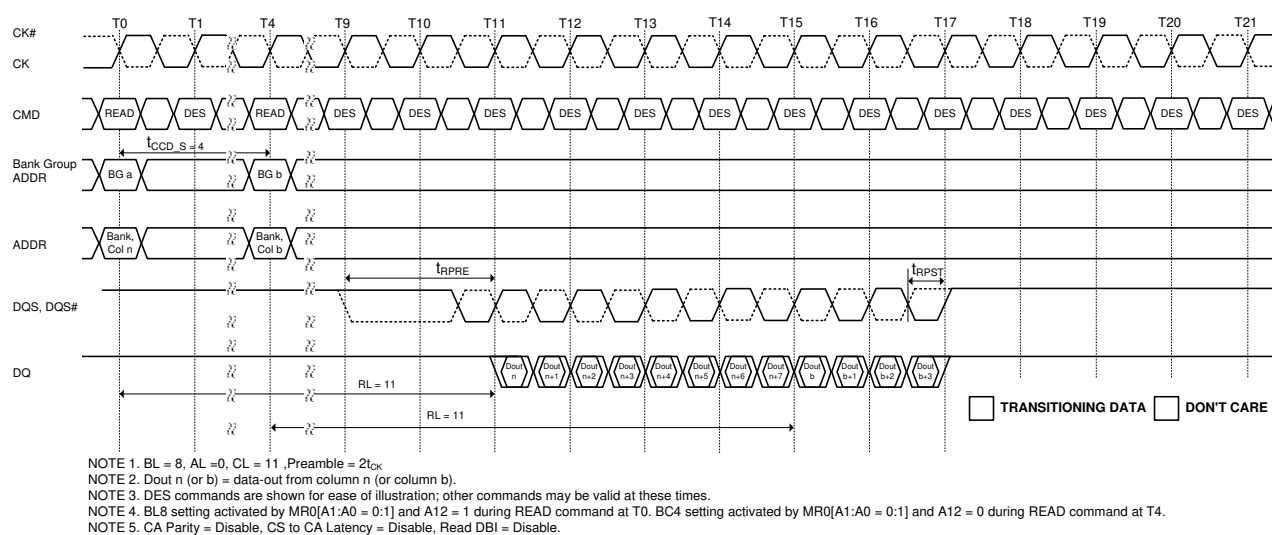 T0 T1 T4 T9 T10 T11 T12 T13 T14 T15 T16 T17 T18 T19 T20 T21
CK#
CK
CMD READ DES READ DES DES DES DES DES DES DES DES DES DES DES DES DES
tCCD_S = 4
Bank Group
ADDR
BG a BG b
ADDR
Bank,
Col n
Bank,
Col b
tRPRE tRPST
DQS, DQS#
DQ
Dout
n
Dout
n+1
Dout
n+2
Dout
n+3
Dout
n+4
Dout
n+5
Dout
n+6
Dout
n+7
Dout
b
Dout
b+1
Dout
b+2
Dout
b+3
RL = 11
RL = 11
TRANSITIONING DATA DON'T CARE
NOTE 1. BL = 8, AL =0, CL = 11 ,Preamble = 2tCK
NOTE 2. Dout n (or b) = data-out from column n (or column b).
NOTE 3. DES commands are shown for ease of illustration; other commands may be valid at these times.
NOTE 4. BL8 setting activated by MR0[A1:A0 = 0:1] and A12 = 1 during READ command at T0. BC4 setting activated by MR0[A1:A0 = 0:1] and A12 = 0 during READ command at T4.
NOTE 5. CA Parity = Disable, CS to CA Latency = Disable, Read DBI = Disable.